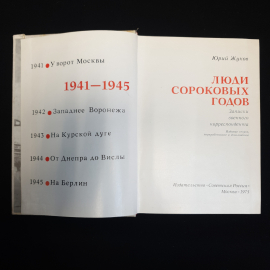 1941 У ворот Москвы
1941—1945
1942 Западнее Воронежа
1943 На Курской дуге
1944 От Днепра до Вислы
1945 На Берлин
Юрий Жуков
ЛЮДИ
СОРОКОВЫХ
ГОДОВ
Записки
военного
корреспондента
Издательство «Советская Россия»
Москва—1975